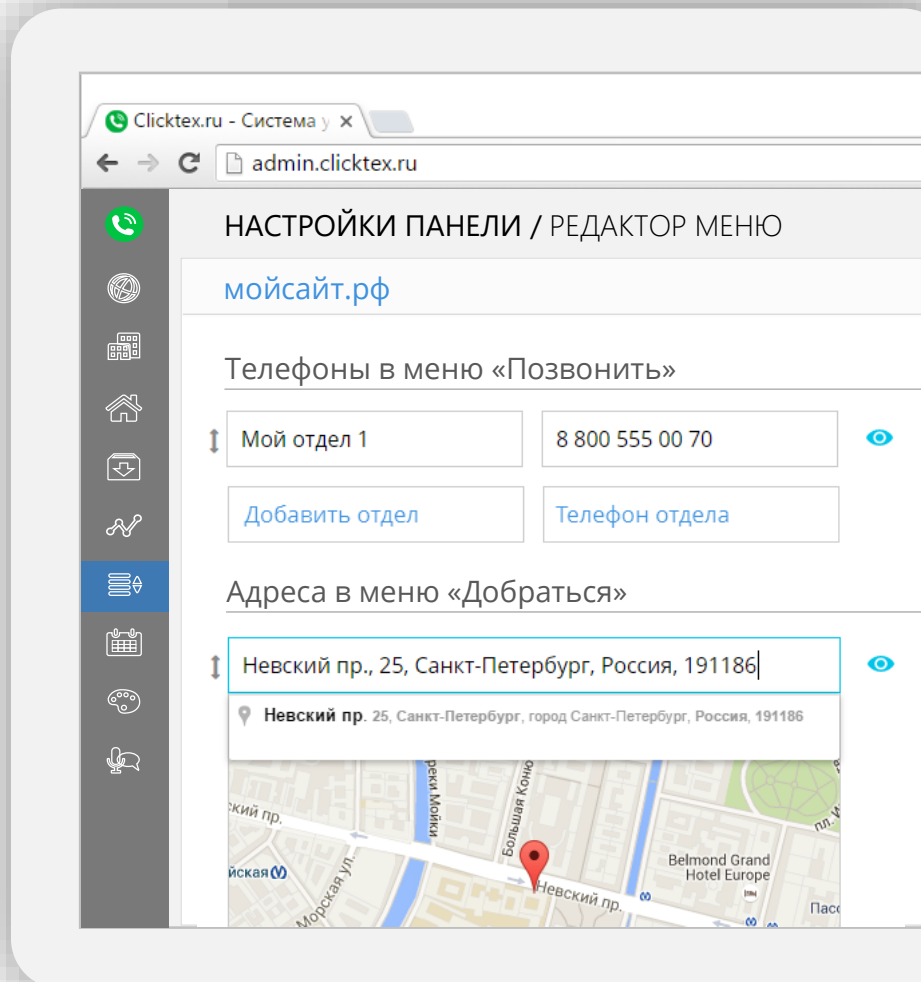 Clicktex.ru - Система у
admin.clicktex.ru
НАСТРОЙКИ ПАНЕЛИ / РЕДАКТОР МЕНЮ
мойсайт.рф
Телефоны в меню «Позвонить»
Мой отдел 1
8 800 555 00 70
Добавить отдел
Телефон отдела
Адреса в меню «Добраться»
Невский пр., 25, Санкт-Петербург, Россия, 191186
Невский пр. 25, Санкт-Петербург, город Санкт-Петербург, Россия, 191186
реки Мойки
Большая Коню
ский пр.
пл. И
йская
Морская ул.
Belmond Grand
Hotel Europe
Невский пр.
Пасс